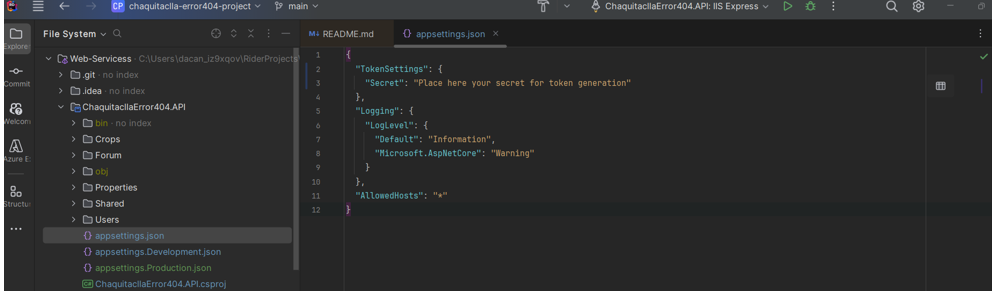 CP chaquitaclla-error404-project main ChaquitacllaError404.API: IIS Express
File System
README.md
appsettings.json
Explore
Commit
Welcon
Azure E
Structu
Web-Servicess C:\Users\dacan_iz9xqov\RiderProjects\
.git · no index
.idea · no index
ChaquitacllaError404.API
bin · no index
Crops
Forum
obj
Properties
Shared
Users
{} appsettings.json
{} appsettings.Development.json
{} appsettings.Production.json
C# ChaquitacllaError404.API.csproj
1 {
2 "TokenSettings": {
3 "Secret": "Place here your secret for token generation"
4 },
5 "Logging": {
6 "LogLevel": {
7 "Default": "Information",
8 "Microsoft.AspNetCore": "Warning"
9 }
10 },
11 "AllowedHosts": "*"
12 }